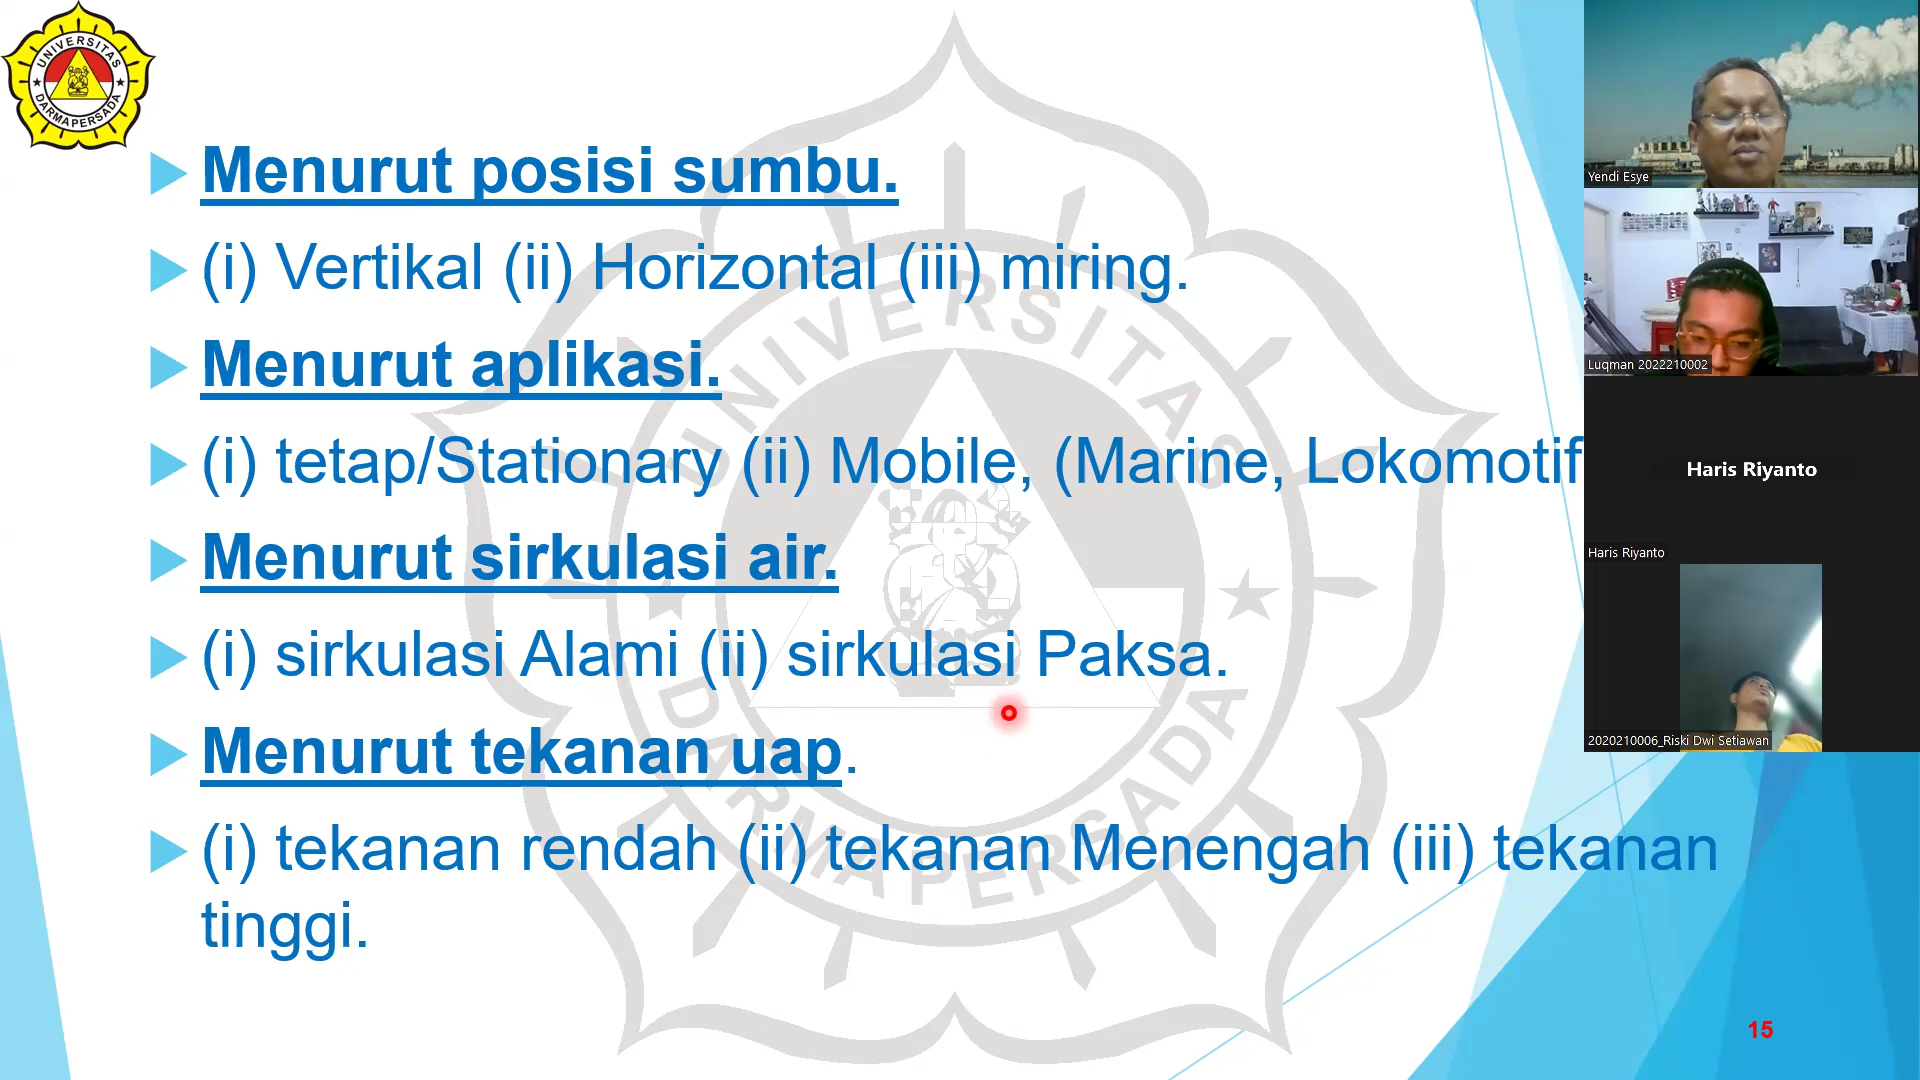 UNIVERSITAS
DARMAPERSADA
Menurut posisi sumbu.
(i) Vertikal (ii) Horizontal (iii) miring.
Menurut aplikasi.
(i) tetap/Stationary (ii) Mobile, (Marine, Lokomotif
Menurut sirkulasi air.
(i) sirkulasi Alami (ii) sirkulasi Paksa.
Menurut tekanan uap.
(i) tekanan rendah (ii) tekanan Menengah (iii) tekanan
tinggi.
UNIVERSITAS
DARMAPERSADA
15
Yendi Esye
Luqman 2022210002
Haris Riyanto
Haris Riyanto
2020210006_Riski Dwi Setiawan